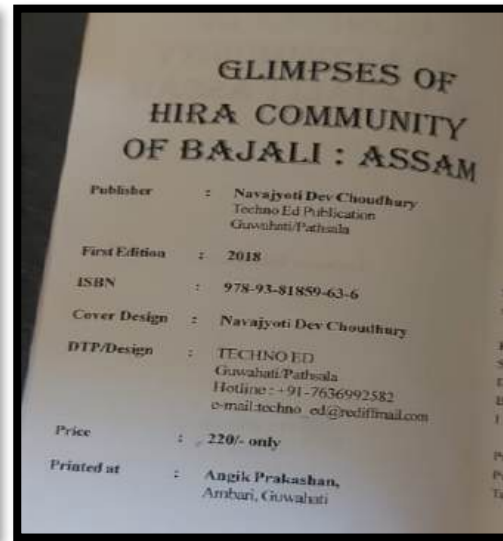 GLIMPSES OF
HIRA COMMUNITY
OF BAJALI : ASSAM
Publisher : Navajyoti Dev Choudhury
Techno Ed Publication
Guwahati/Pathsala
First Edition : 2018
ISBN : 978-93-81859-63-6
Cover Design : Navajyoti Dev Choudhury
DTP/Design : TECHNO ED
Guwahati/Pathsala
Hotline : +91-7636992582
e-mail:techno_ed@rediffmail.com
Price : 220/- only
Printed at : Angik Prakashan,
Ambari, Guwahati